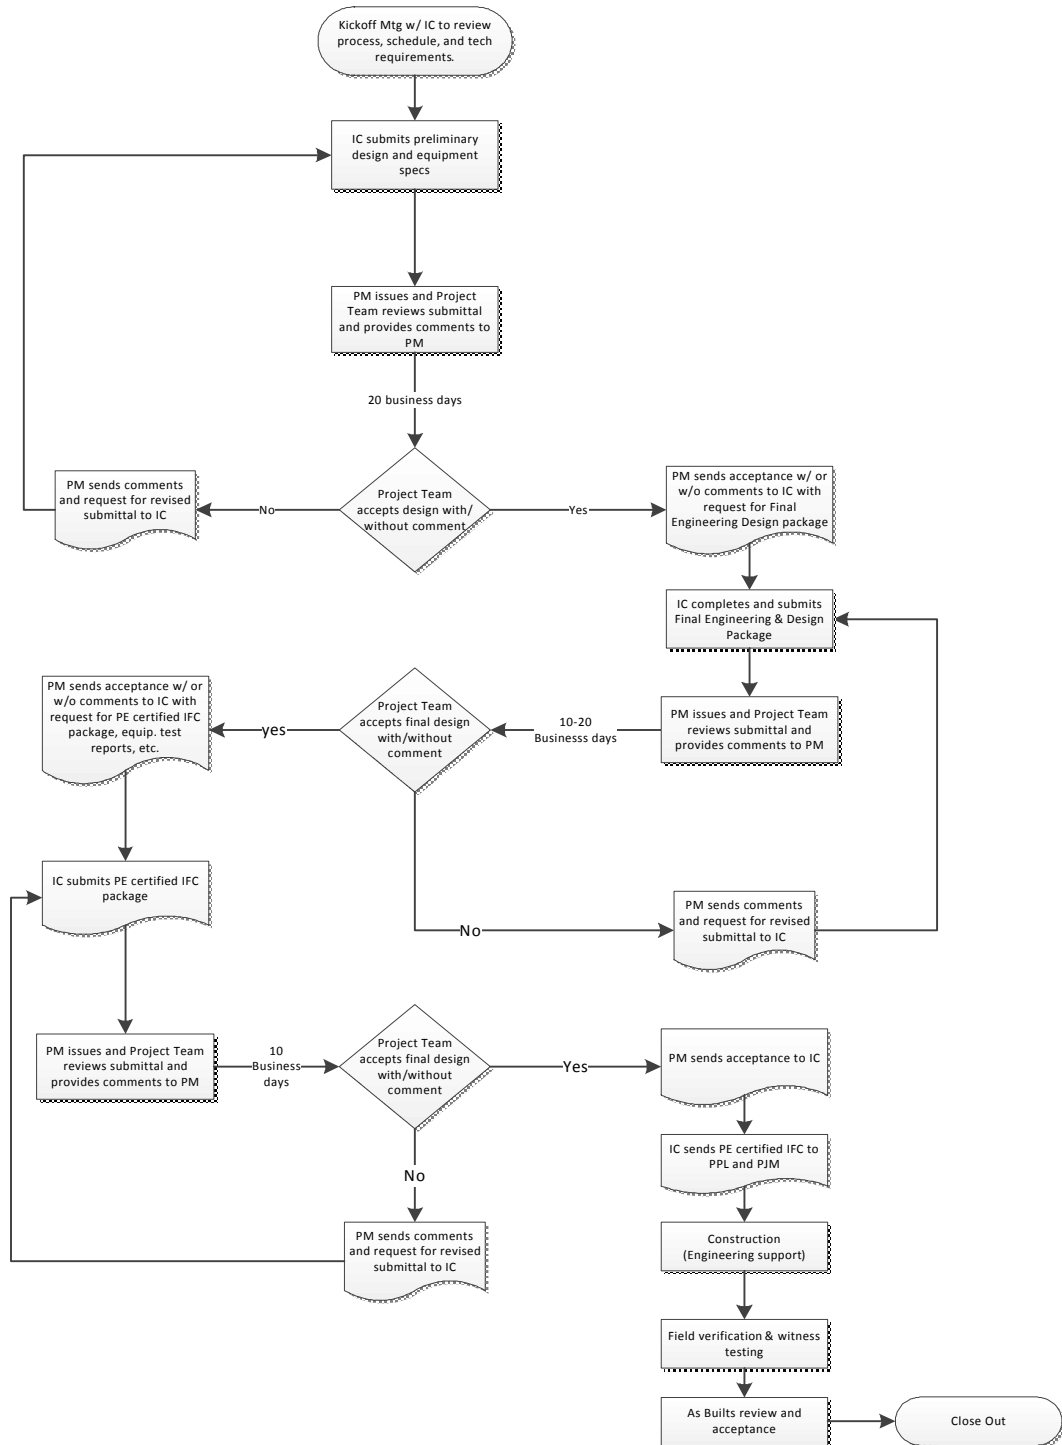 Kickoff Mtg w/ IC to review
process, schedule, and tech
requirements.
IC submits preliminary
design and equipment
specs
PM issues and Project
Team reviews submittal
and provides comments to
PM
20 business days
Project Team
accepts design with/
without comment
No
PM sends comments
and request for revised
submittal to IC
Yes
PM sends acceptance w/ or
w/o comments to IC with
request for Final
Engineering Design package
IC completes and submits
Final Engineering & Design
Package
PM issues and Project Team
reviews submittal and
provides comments to PM
10-20
Businesss days
Project Team
accepts final design
with/without
comment
yes
PM sends acceptance w/ or
w/o comments to IC with
request for PE certified IFC
package, equip. test
reports, etc.
No
PM sends comments
and request for revised
submittal to IC
IC submits PE certified IFC
package
PM issues and Project Team
reviews submittal and
provides comments to PM
10
Business
days
Project Team
accepts final design
with/without
comment
Yes
PM sends acceptance to IC
No
PM sends comments
and request for revised
submittal to IC
IC sends PE certified IFC to
PPL and PJM
Construction
(Engineering support)
Field verification & witness
testing
As Builts review and
acceptance
Close Out